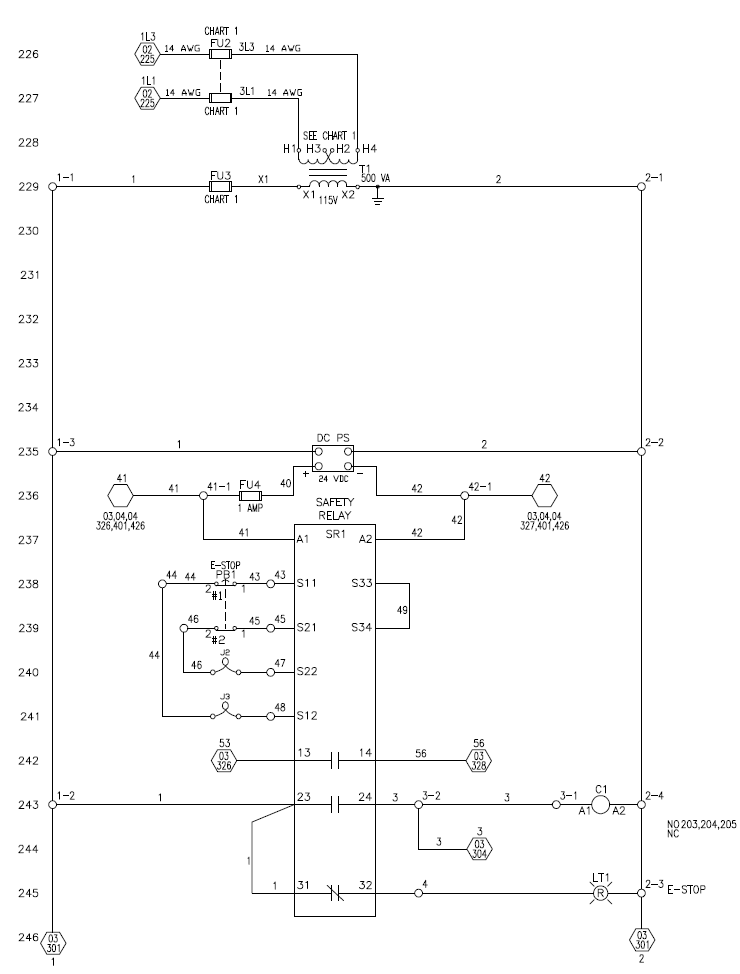 CHART 1
1L3 14 AWG FU2 3L3 14 AWG
226 02 225
1L1 14 AWG 3L1 14 AWG
227 02 225
CHART 1
228 SEE CHART 1
H1 H3 H2 H4
T1
229 1-1 1 FU3 X1 500 VA 2 2-1
CHART 1 X1 115V X2
230
231
232
233
234
235 1-3 1 DC PS 2 2-2
+ 24 VDC -
41 41 41-1 FU4 40 42 42-1 42
236 1 AMP
03,04,04 SAFETY 42 03,04,04
326,401,426 RELAY 327,401,426
237 41 A1 SR1 A2 42
E-STOP
44 44 PB1 43 43
238 2 1 S11 S33
#1
46 45 45 49
239 2 1 S21 S34
#2
44 J2
240 46 47 S22
J3
241 48 S12
53 56
242 03 326 13 14 56 03 328
243 1-2 1 23 24 3 3-2 3 3-1 C1 2-4
A1 A2
NO 203,204,205
NC
244 3 3 03 304
1
245 1 31 32 4 LT1 R 2-3 E-STOP
246 03 301 03 301
1 2